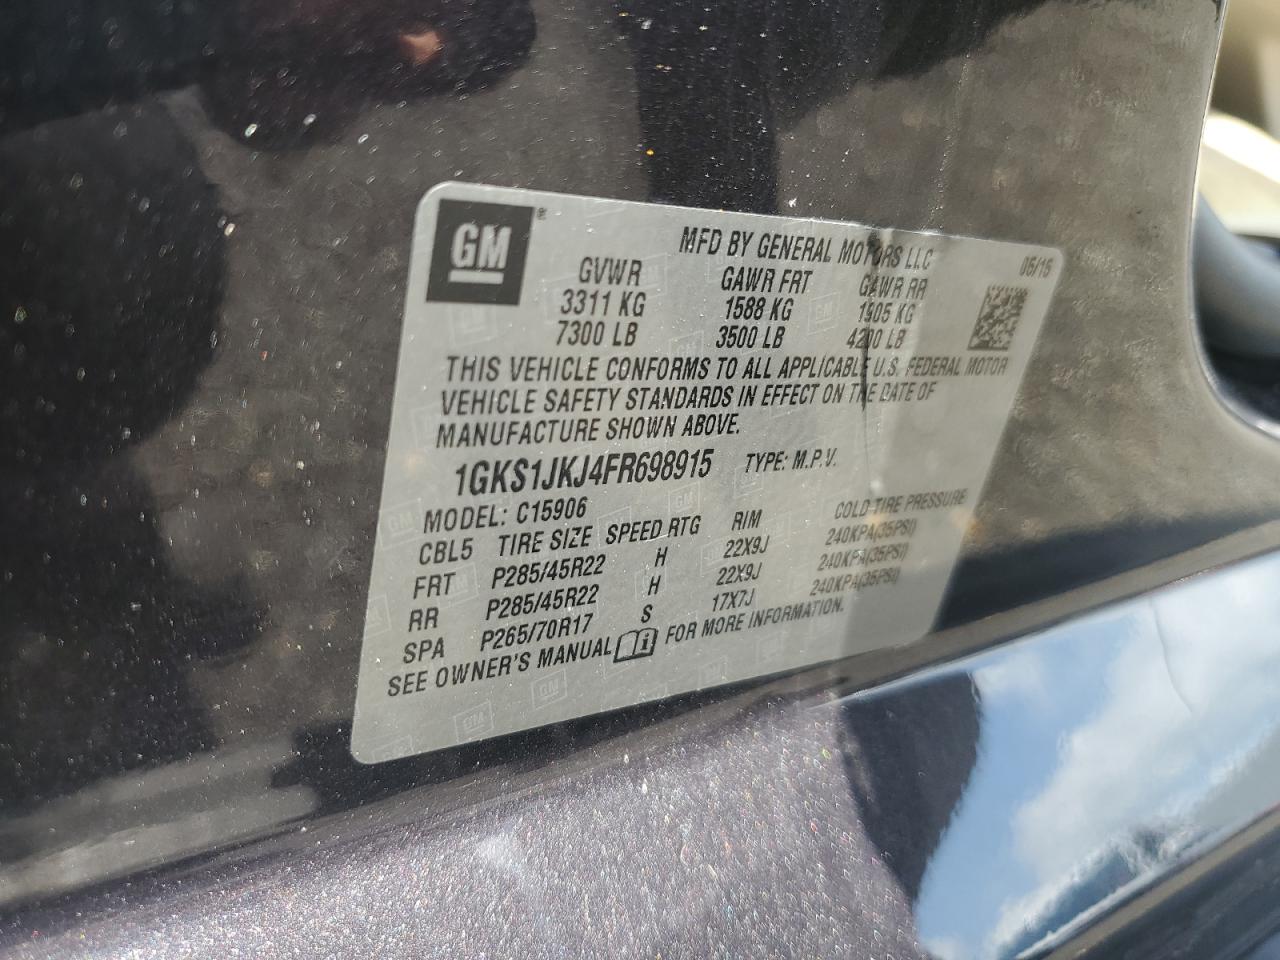 GM ®
MFD BY GENERAL MOTORS LLC 05/15
GVWR GAWR FRT GAWR RR
3311 KG 1588 KG 1905 KG
7300 LB 3500 LB 4200 LB
THIS VEHICLE CONFORMS TO ALL APPLICABLE U.S. FEDERAL MOTOR
VEHICLE SAFETY STANDARDS IN EFFECT ON THE DATE OF
MANUFACTURE SHOWN ABOVE.
1GKS1JKJ4FR698915 TYPE: M.P.V.
MODEL: C15906
CBL5 TIRE SIZE SPEED RTG RIM COLD TIRE PRESSURE
FRT P285/45R22 H 22X9J 240KPA(35PSI)
RR P285/45R22 H 22X9J 240KPA(35PSI)
SPA P265/70R17 S 17X7J 240KPA(35PSI)
SEE OWNER'S MANUAL FOR MORE INFORMATION.